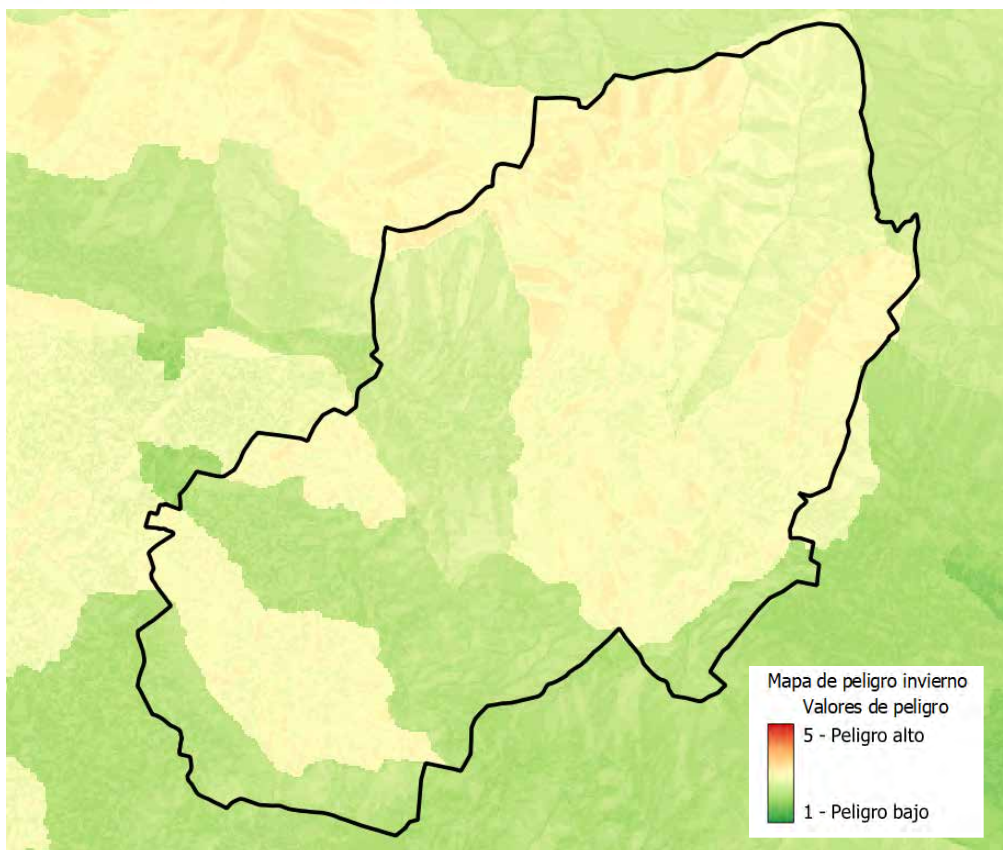 Mapa de peligro invierno
Valores de peligro
5 - Peligro alto
1 - Peligro bajo